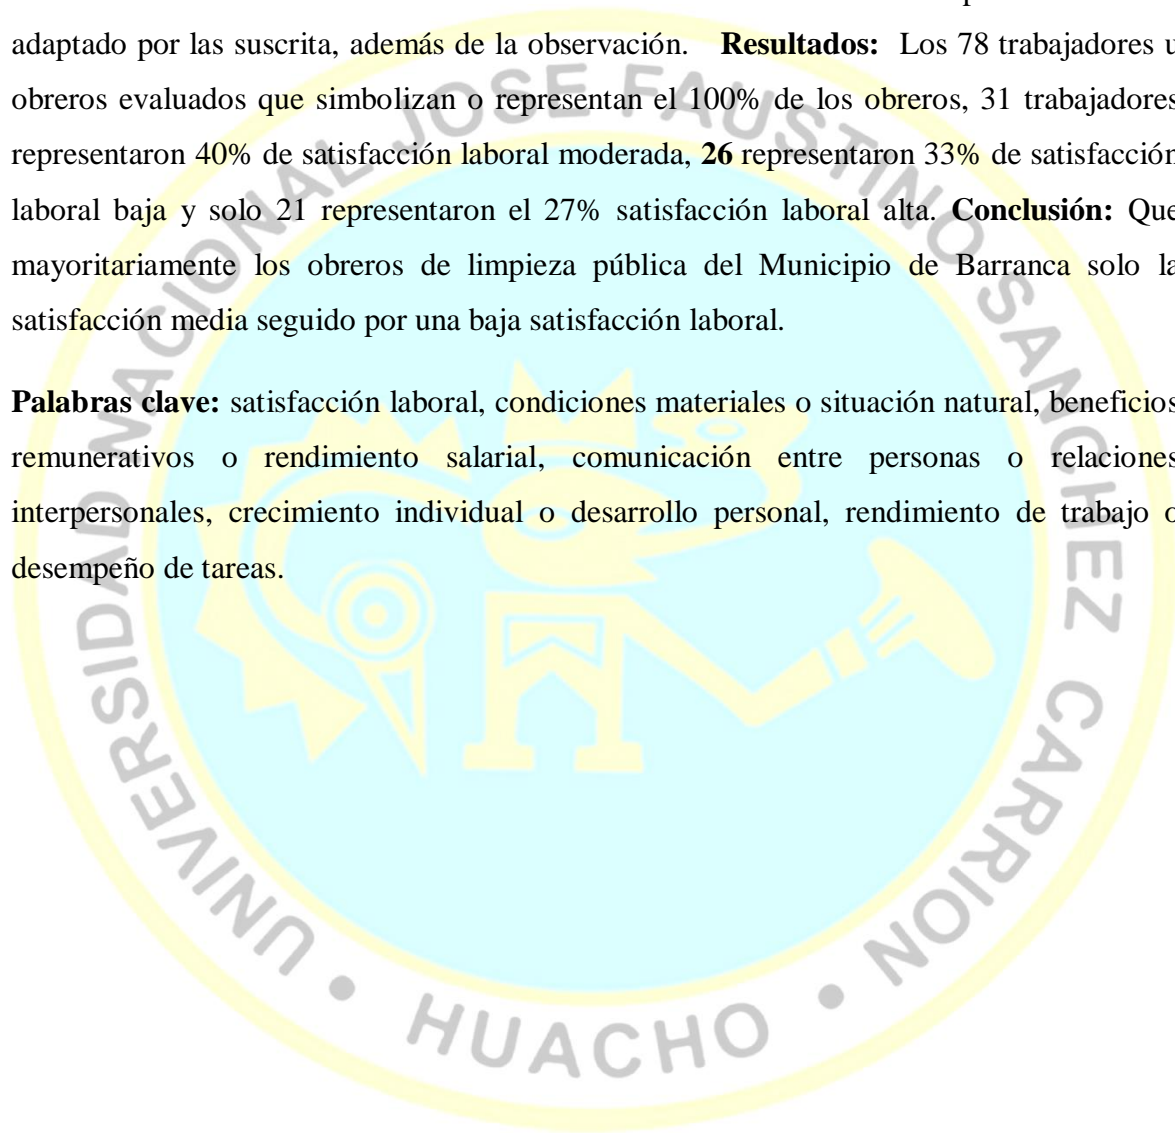 adaptado por las suscrita, además de la observación. Resultados: Los 78 trabajadores u
obreros evaluados que simbolizan o representan el 100% de los obreros, 31 trabajadores
representaron 40% de satisfacción laboral moderada, 26 representaron 33% de satisfacción
laboral baja y solo 21 representaron el 27% satisfacción laboral alta. Conclusión: Que
mayoritariamente los obreros de limpieza pública del Municipio de Barranca solo la
satisfacción media seguido por una baja satisfacción laboral.
Palabras clave: satisfacción laboral, condiciones materiales o situación natural, beneficios
remunerativos o rendimiento salarial, comunicación entre personas o relaciones
interpersonales, crecimiento individual o desarrollo personal, rendimiento de trabajo o
desempeño de tareas.
UNIVERSIDAD NACIONAL JOSE FAUSTINO SANCHEZ CARRION • HUACHO •